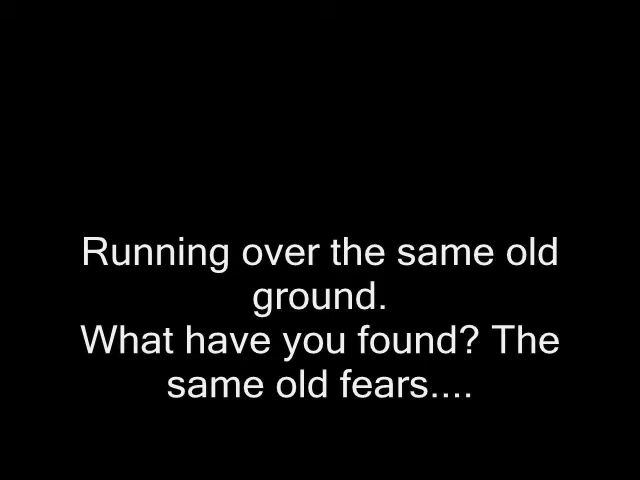 Running over the same old
ground.
What have you found? The
same old fears....